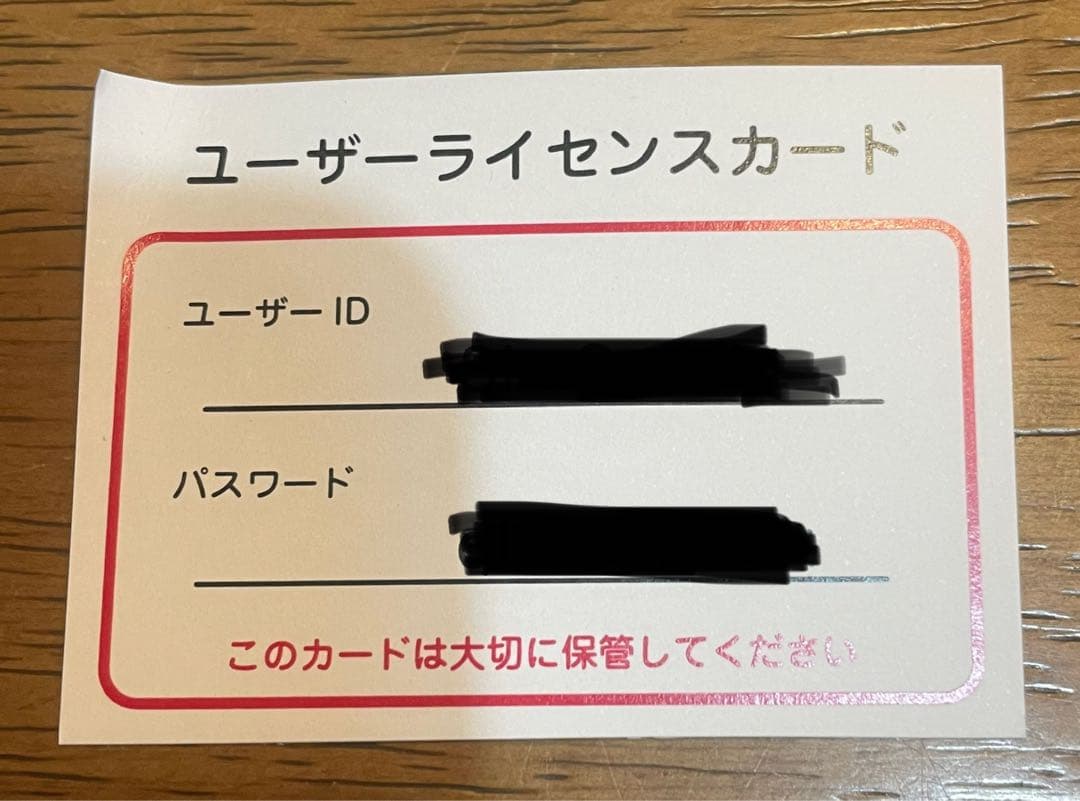 ユーザーライセンスカード
ユーザーID
パスワード
このカードは大切に保管してください